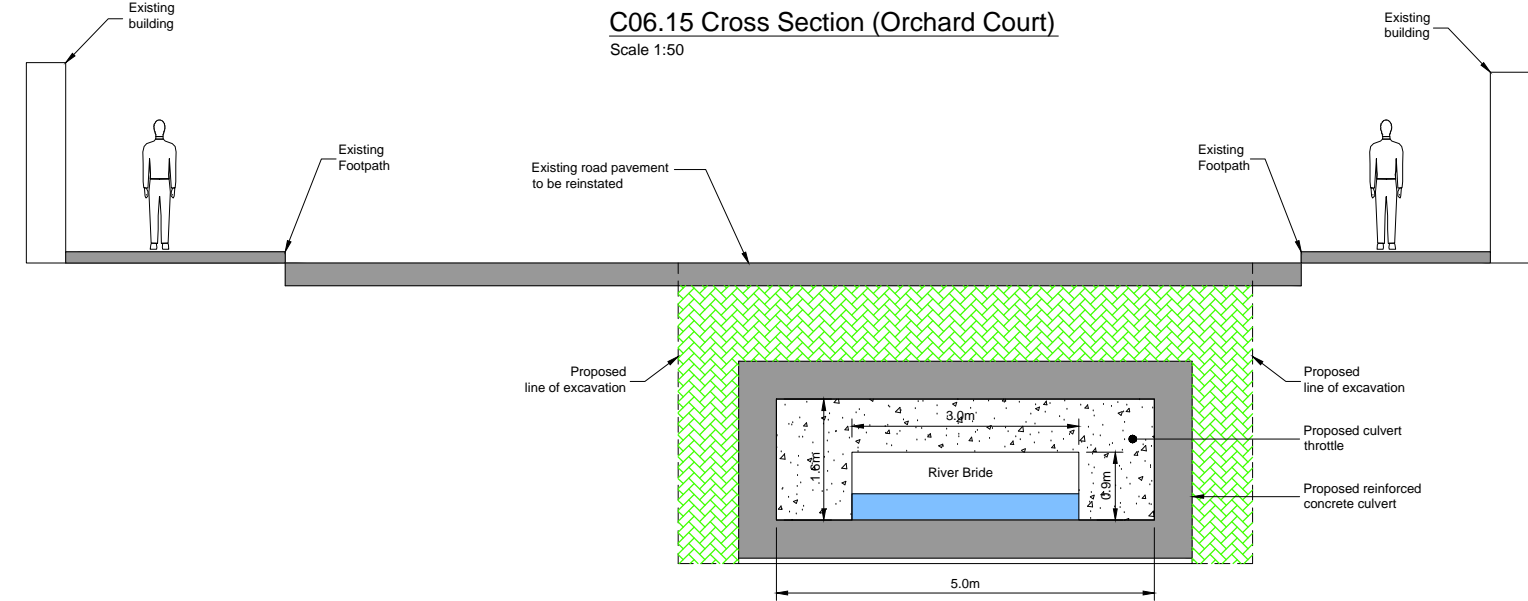 Existing
building
C06.15 Cross Section (Orchard Court)
Scale 1:50
Existing
building
Existing
Footpath
Existing road pavement
to be reinstated
Existing
Footpath
Proposed
line of excavation
Proposed
line of excavation
3.0m
1.6m
River Bride
0.9m
Proposed culvert
throttle
Proposed reinforced
concrete culvert
5.0m